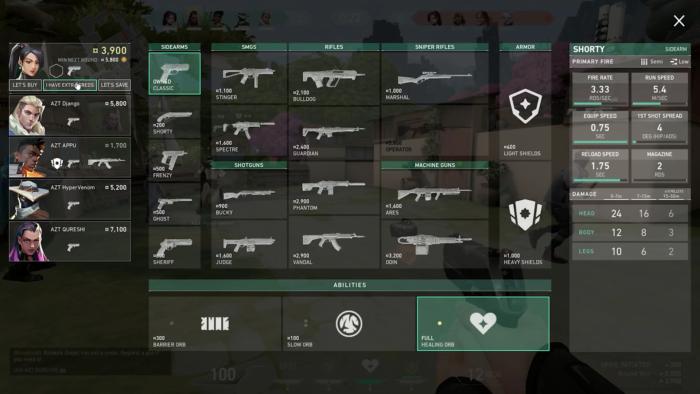 SIDEARMS SMGS RIFLES SNIPER RIFLES ARMOR
SHORTY SIDEARM
3,900
MIN NEXT ROUND 5,800
LET'S BUY I HAVE EXTRA CREDS LET'S SAVE
AZT Django 5,800
AZT APPU 1,700
AZT HyperVenom 5,200
AZT QURESHI 7,100
OWNED
CLASSIC
200
SHORTY
500
FRENZY
500
GHOST
SHERIFF
1,100
STINGER
1,600
SPECTRE
SHOTGUNS
900
BUCKY
JUDGE
2,100
BULLDOG
2,400
GUARDIAN
2,900
PHANTOM
2,900
VANDAL
1,000
MARSHAL
OPERATOR
MACHINE GUNS
1,600
ARES
3,200
ODIN
400
LIGHT SHIELDS
1,000
HEAVY SHIELDS
ABILITIES
300
BARRIER ORB
100
SLOW ORB
FULL
HEALING ORB
PRIMARY FIRE Semi Low
FIRE RATE
3.33
RDS/SEC
RUN SPEED
5.4
M/SEC
EQUIP SPEED
0.75
SEC
1ST SHOT SPREAD
4
DEG (HIP/ADS)
RELOAD SPEED
1.75
SEC
MAGAZINE
2
RDS
DAMAGE
HEAD 24 16 6
BODY 12 8 3
LEGS 10 6 2
100
12